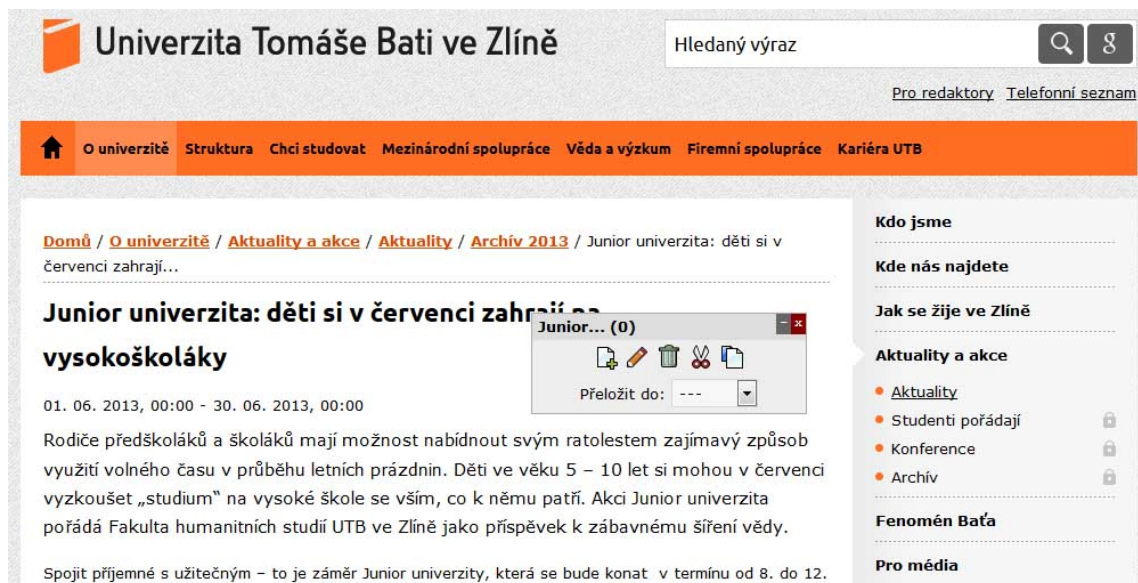 Univerzita Tomáše Bati ve Zlíně
Hledaný výraz
g
Pro redaktory Telefonní seznam
O univerzitě Struktura Chci studovat Mezinárodní spolupráce Věda a výzkum Firemní spolupráce Kariéra UTB
Domů / O univerzitě / Aktuality a akce / Aktuality / Archív 2013 / Junior univerzita: děti si v
červenci zahrají...
Junior univerzita: děti si v červenci zahrají na
vysokoškoláky
Junior... (0)
Přeložit do: ---
01. 06. 2013, 00:00 - 30. 06. 2013, 00:00
Rodiče předškoláků a školáků mají možnost nabídnout svým ratolestem zajímavý způsob
využití volného času v průběhu letních prázdnin. Děti ve věku 5 – 10 let si mohou v červenci
vyzkoušet „studium“ na vysoké škole se vším, co k němu patří. Akci Junior univerzita
pořádá Fakulta humanitních studií UTB ve Zlíně jako příspěvek k zábavnému šíření vědy.
Spojit příjemné s užitečným – to je záměr Junior univerzity, která se bude konat v termínu od 8. do 12.
Kdo jsme
Kde nás najdete
Jak se žije ve Zlíně
Aktuality a akce
Aktuality
Studenti pořádají
Konference
Archív
Fenomén Baťa
Pro média